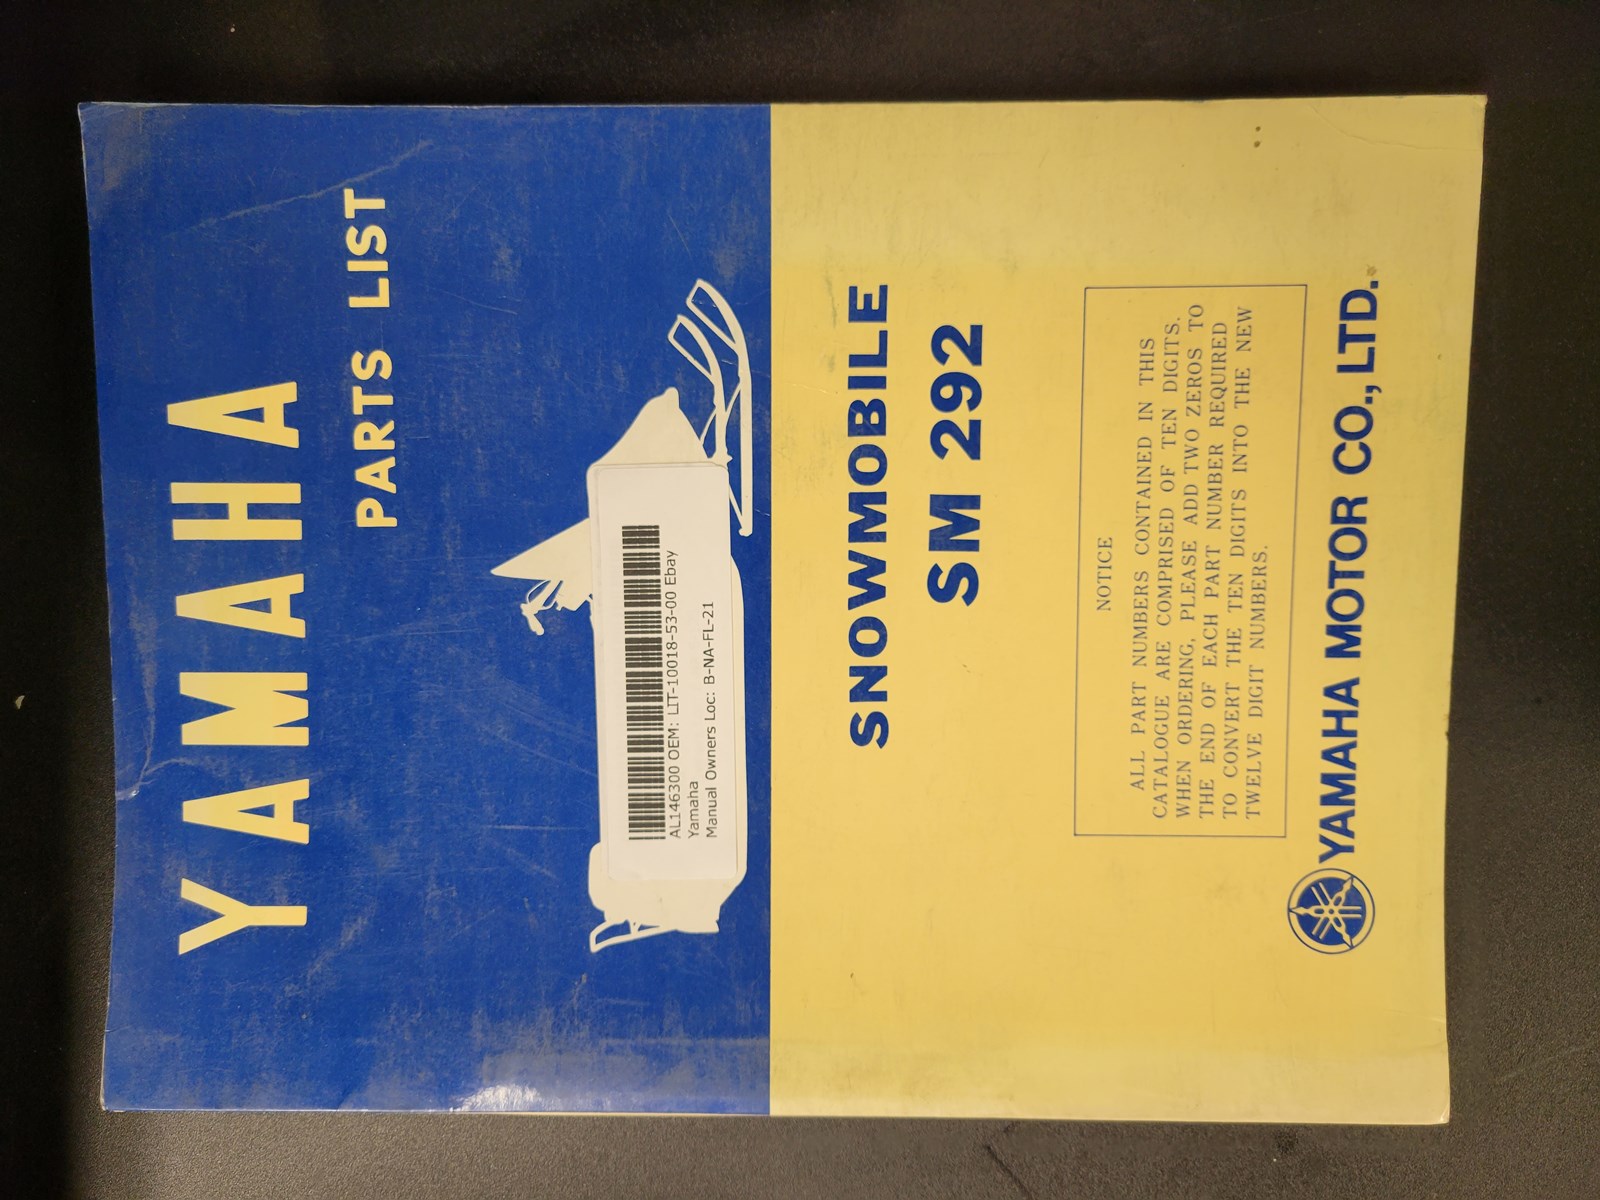 YAMAHA
PARTS LIST
AL146300 OEM: LIT-10018-53-00 Ebay
Yamaha
Manual Owners Loc: B-NA-FL-21
SNOWMOBILE
SM 292
NOTICE
ALL PART NUMBERS CONTAINED IN THIS
CATALOGUE ARE COMPRISED OF TEN DIGITS.
WHEN ORDERING, PLEASE ADD TWO ZEROS TO
THE END OF EACH PART NUMBER REQUIRED
TO CONVERT THE TEN DIGITS INTO THE NEW
TWELVE DIGIT NUMBERS.
YAMAHA MOTOR CO., LTD.